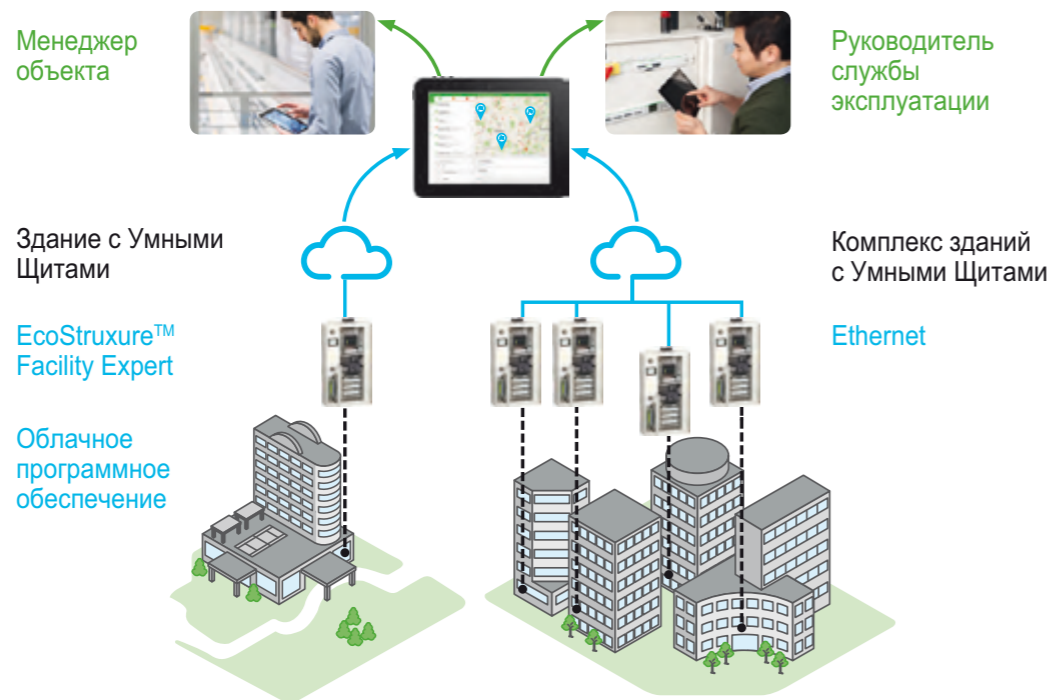 Менеджер
объекта
Руководитель
службы
эксплуатации
Здание с Умными
Щитами
Комплекс зданий
с Умными Щитами
EcoStruxure™
Facility Expert
Ethernet
Облачное
программное
обеспечение